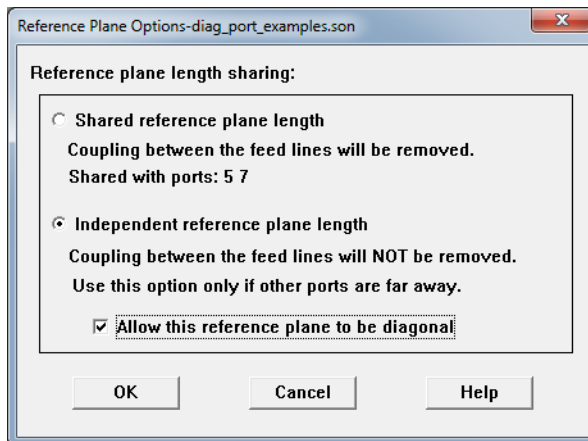 Reference Plane Options-diag_port_examples.son
Reference plane length sharing:
Shared reference plane length
Coupling between the feed lines will be removed.
Shared with ports: 5 7
Independent reference plane length
Coupling between the feed lines will NOT be removed.
Use this option only if other ports are far away.
Allow this reference plane to be diagonal
OK Cancel Help